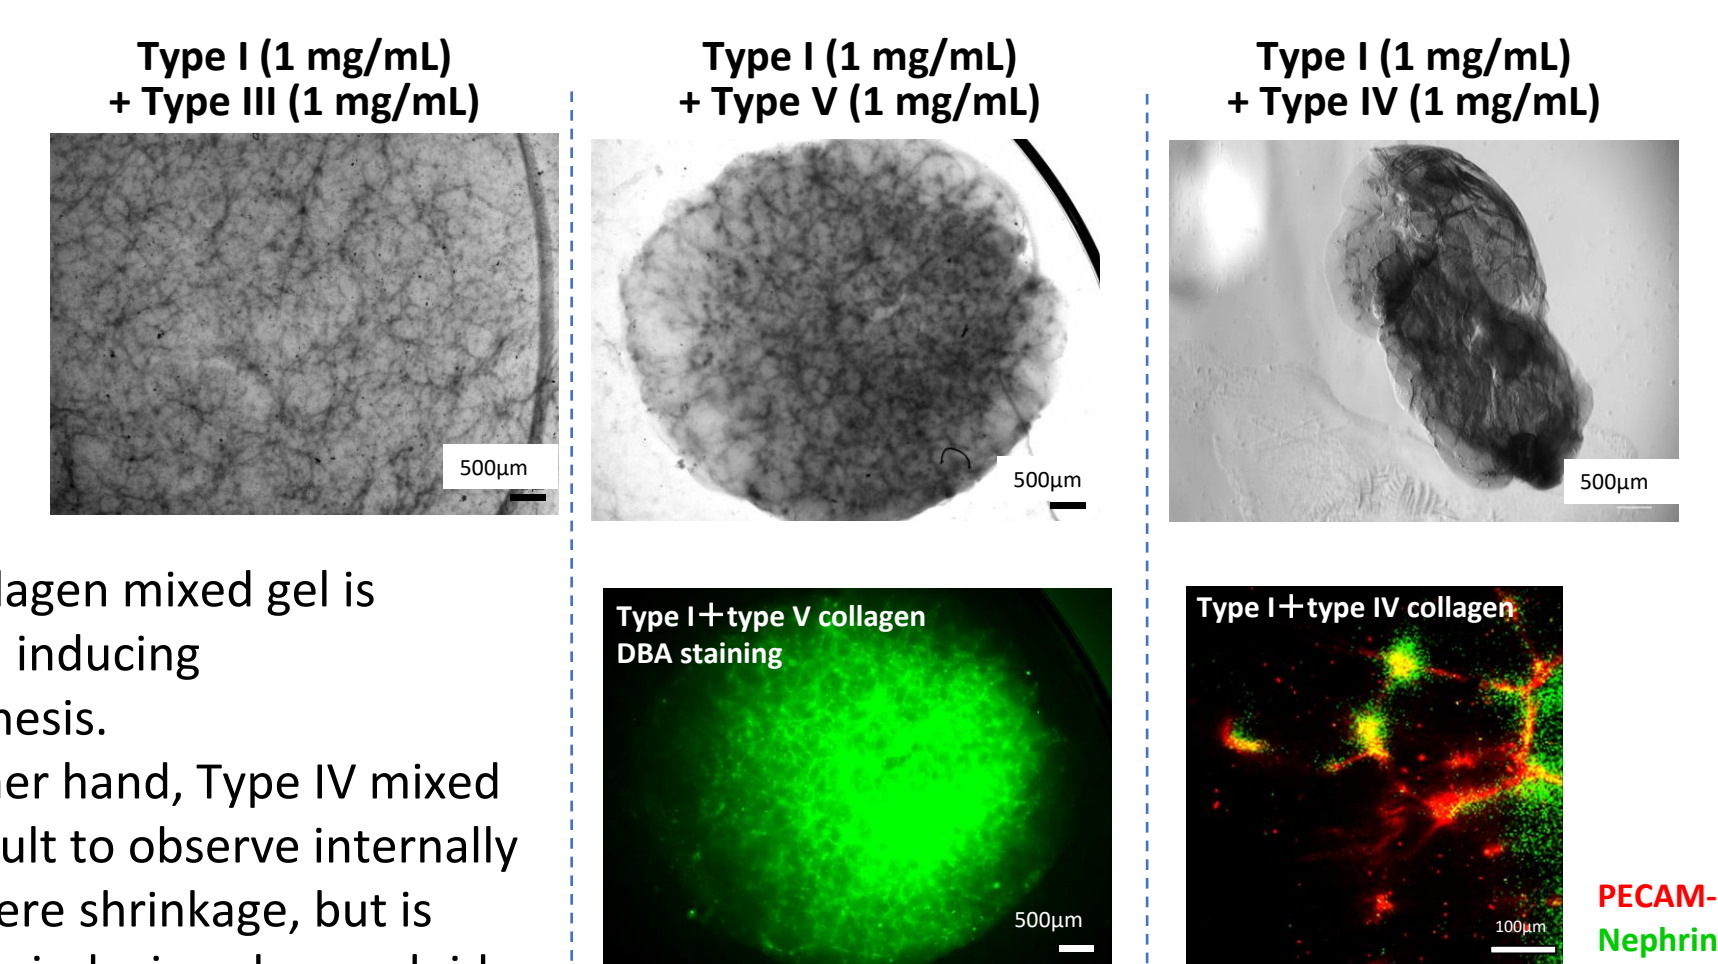 Type I (1 mg/mL)
+ Type III (1 mg/mL)
Type I (1 mg/mL)
+ Type V (1 mg/mL)
Type I (1 mg/mL)
+ Type IV (1 mg/mL)
500μm
500μm
500μm
lagen mixed gel is
inducing
nesis.
er hand, Type IV mixed
ult to observe internally
ere shrinkage, but is
Type I＋type V collagen
DBA staining
500μm
Type I＋type IV collagen
100μm
PECAM-
Nephrin